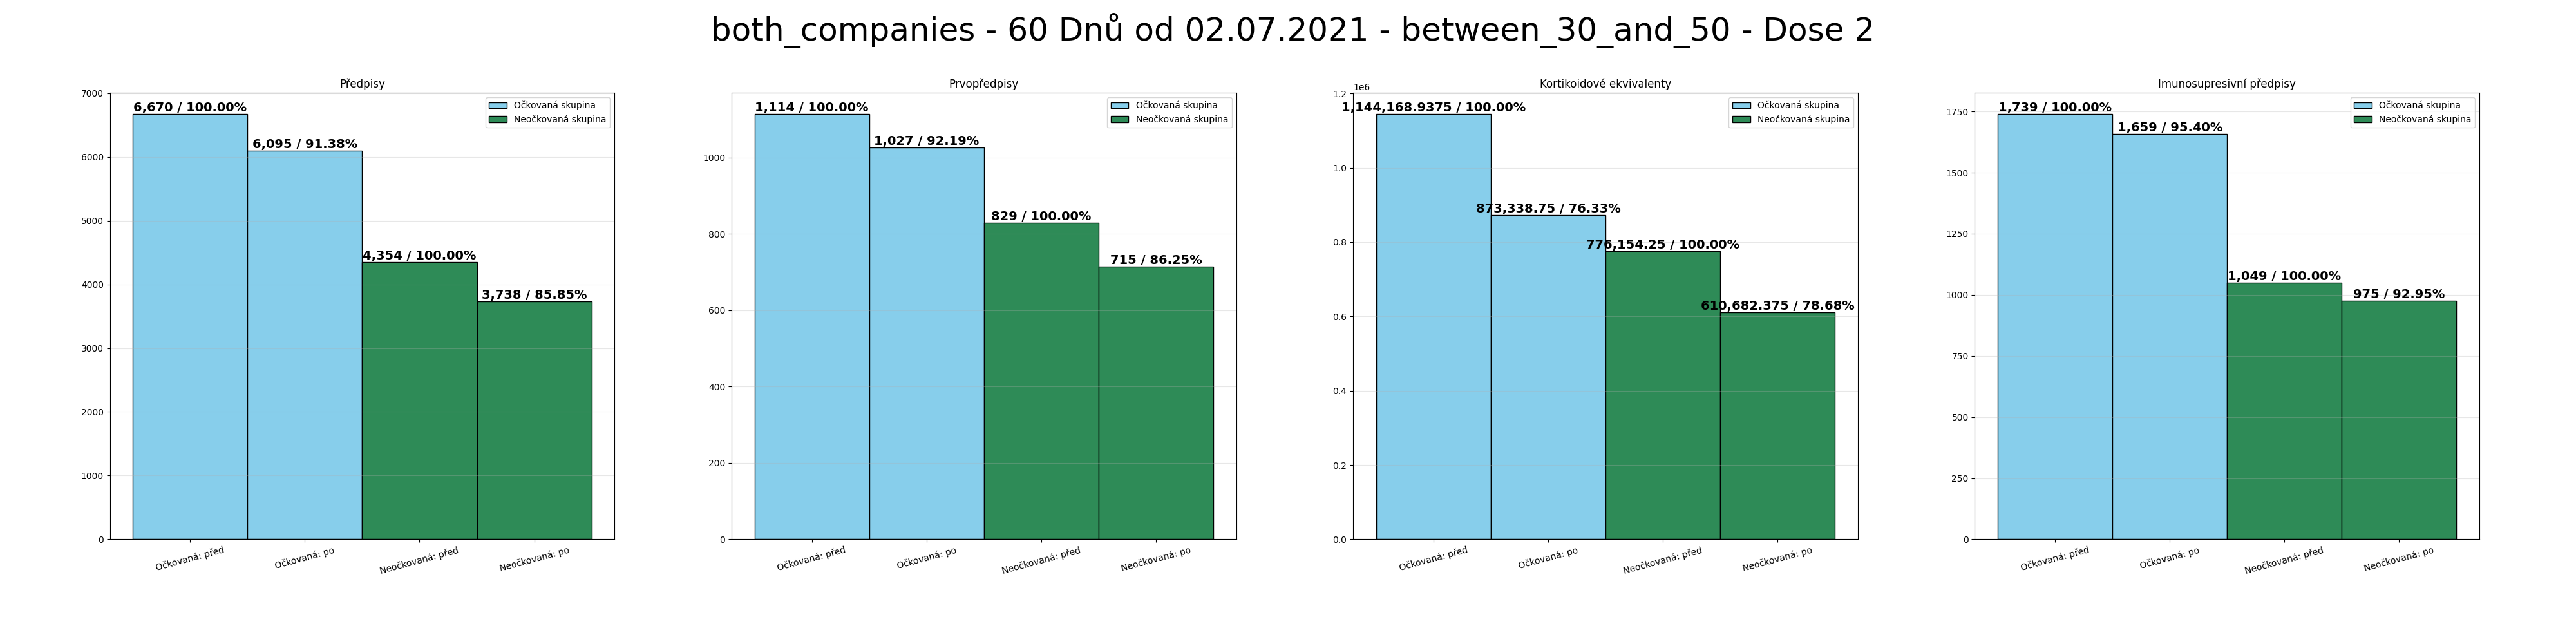 both_companies - 60 Dnů od 02.07.2021 - between_30_and_50 - Dose 2
Předpisy
7000
6000
5000
4000
3000
2000
1000
0
6,670 / 100.00%
6,095 / 91.38%
4,354 / 100.00%
3,738 / 85.85%
Očkovaná skupina
Neočkovaná skupina
Očkovaná: před
Očkovaná: po
Neočkovaná: před
Neočkovaná: po
Prvopředpisy
1000
800
600
400
200
0
1,114 / 100.00%
1,027 / 92.19%
829 / 100.00%
715 / 86.25%
Očkovaná skupina
Neočkovaná skupina
Očkovaná: před
Očkovaná: po
Neočkovaná: před
Neočkovaná: po
Kortikoidové ekvivalenty
1e6
1.2
1.0
0.8
0.6
0.4
0.2
0.0
1,144,168.9375 / 100.00%
873,338.75 / 76.33%
776,154.25 / 100.00%
610,682.375 / 78.68%
Očkovaná skupina
Neočkovaná skupina
Očkovaná: před
Očkovaná: po
Neočkovaná: před
Neočkovaná: po
Imunosupresivní předpisy
1750
1500
1250
1000
750
500
250
0
1,739 / 100.00%
1,659 / 95.40%
1,049 / 100.00%
975 / 92.95%
Očkovaná skupina
Neočkovaná skupina
Očkovaná: před
Očkovaná: po
Neočkovaná: před
Neočkovaná: po